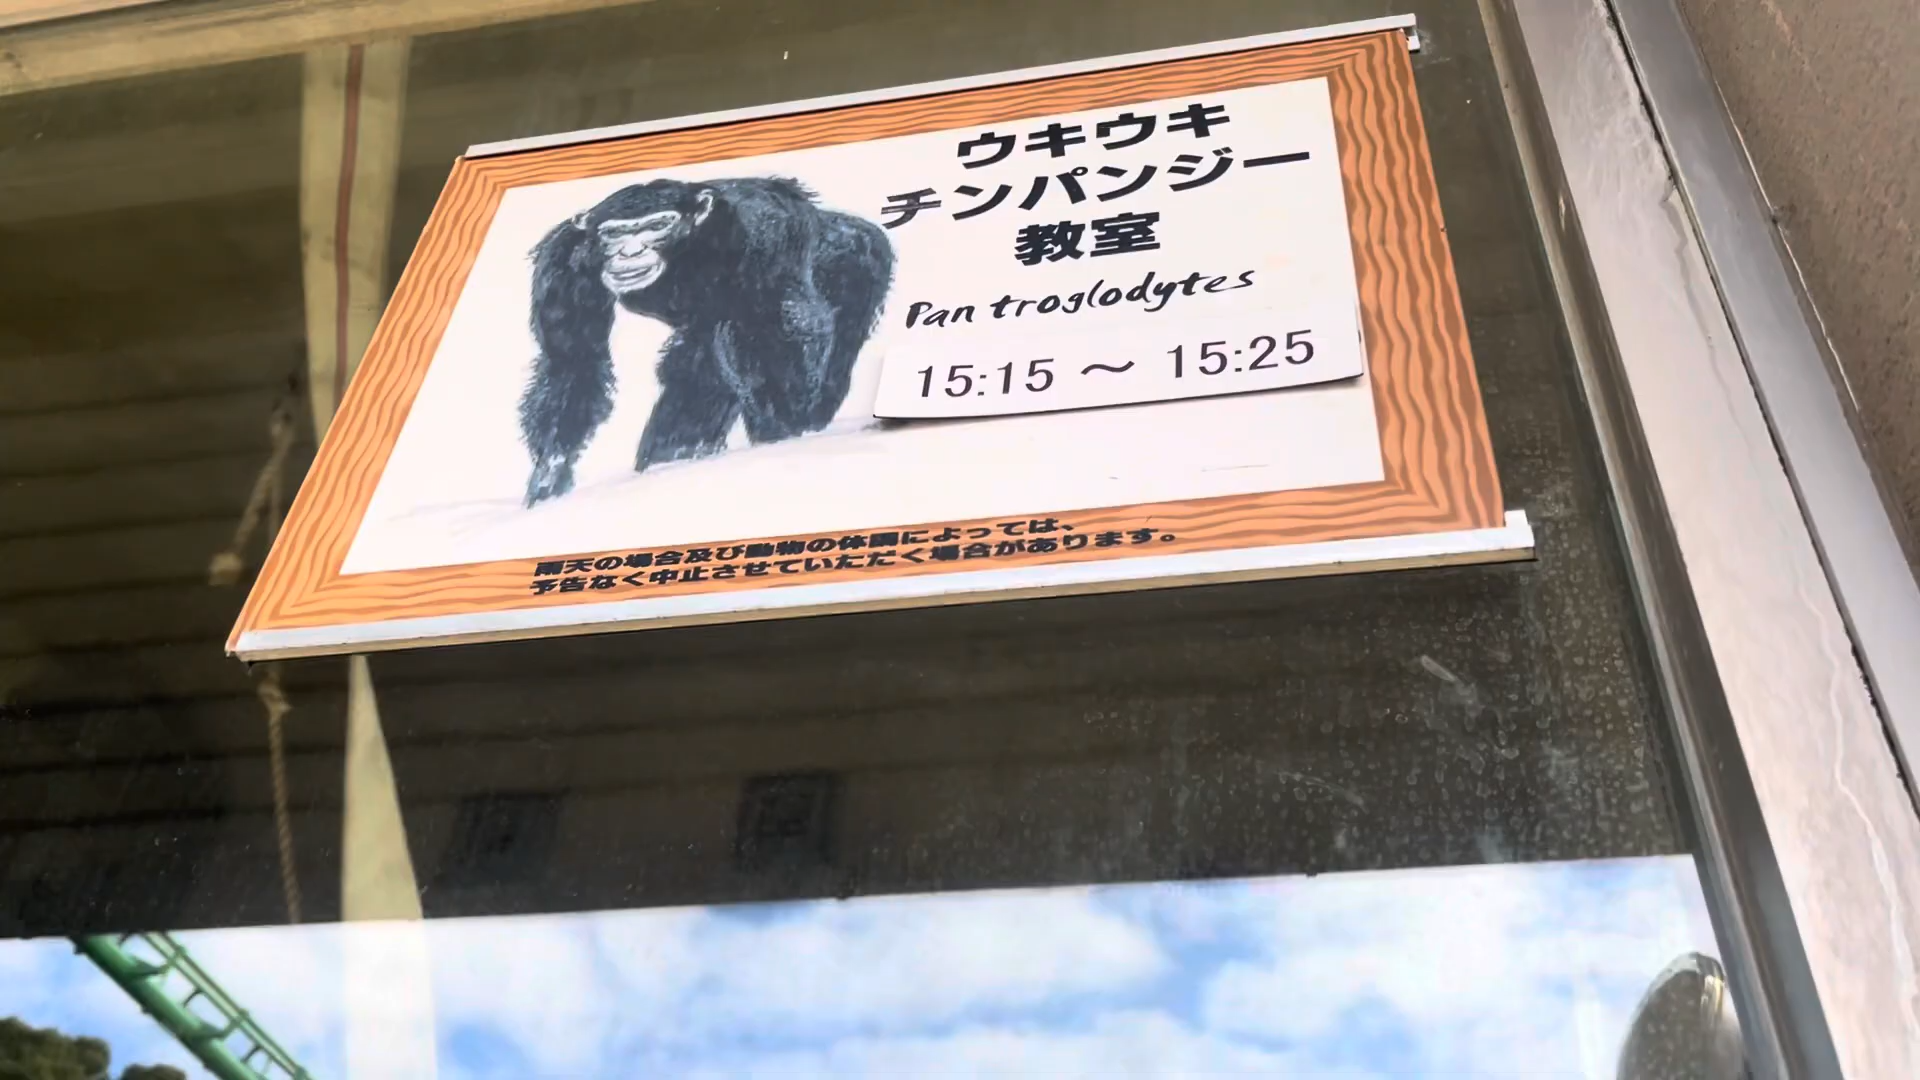 ウキウキ
チンパンジー
教室
Pan troglodytes
15:15 ～ 15:25
雨天の場合及び動物の体調によっては、
予告なく中止させていただく場合があります。